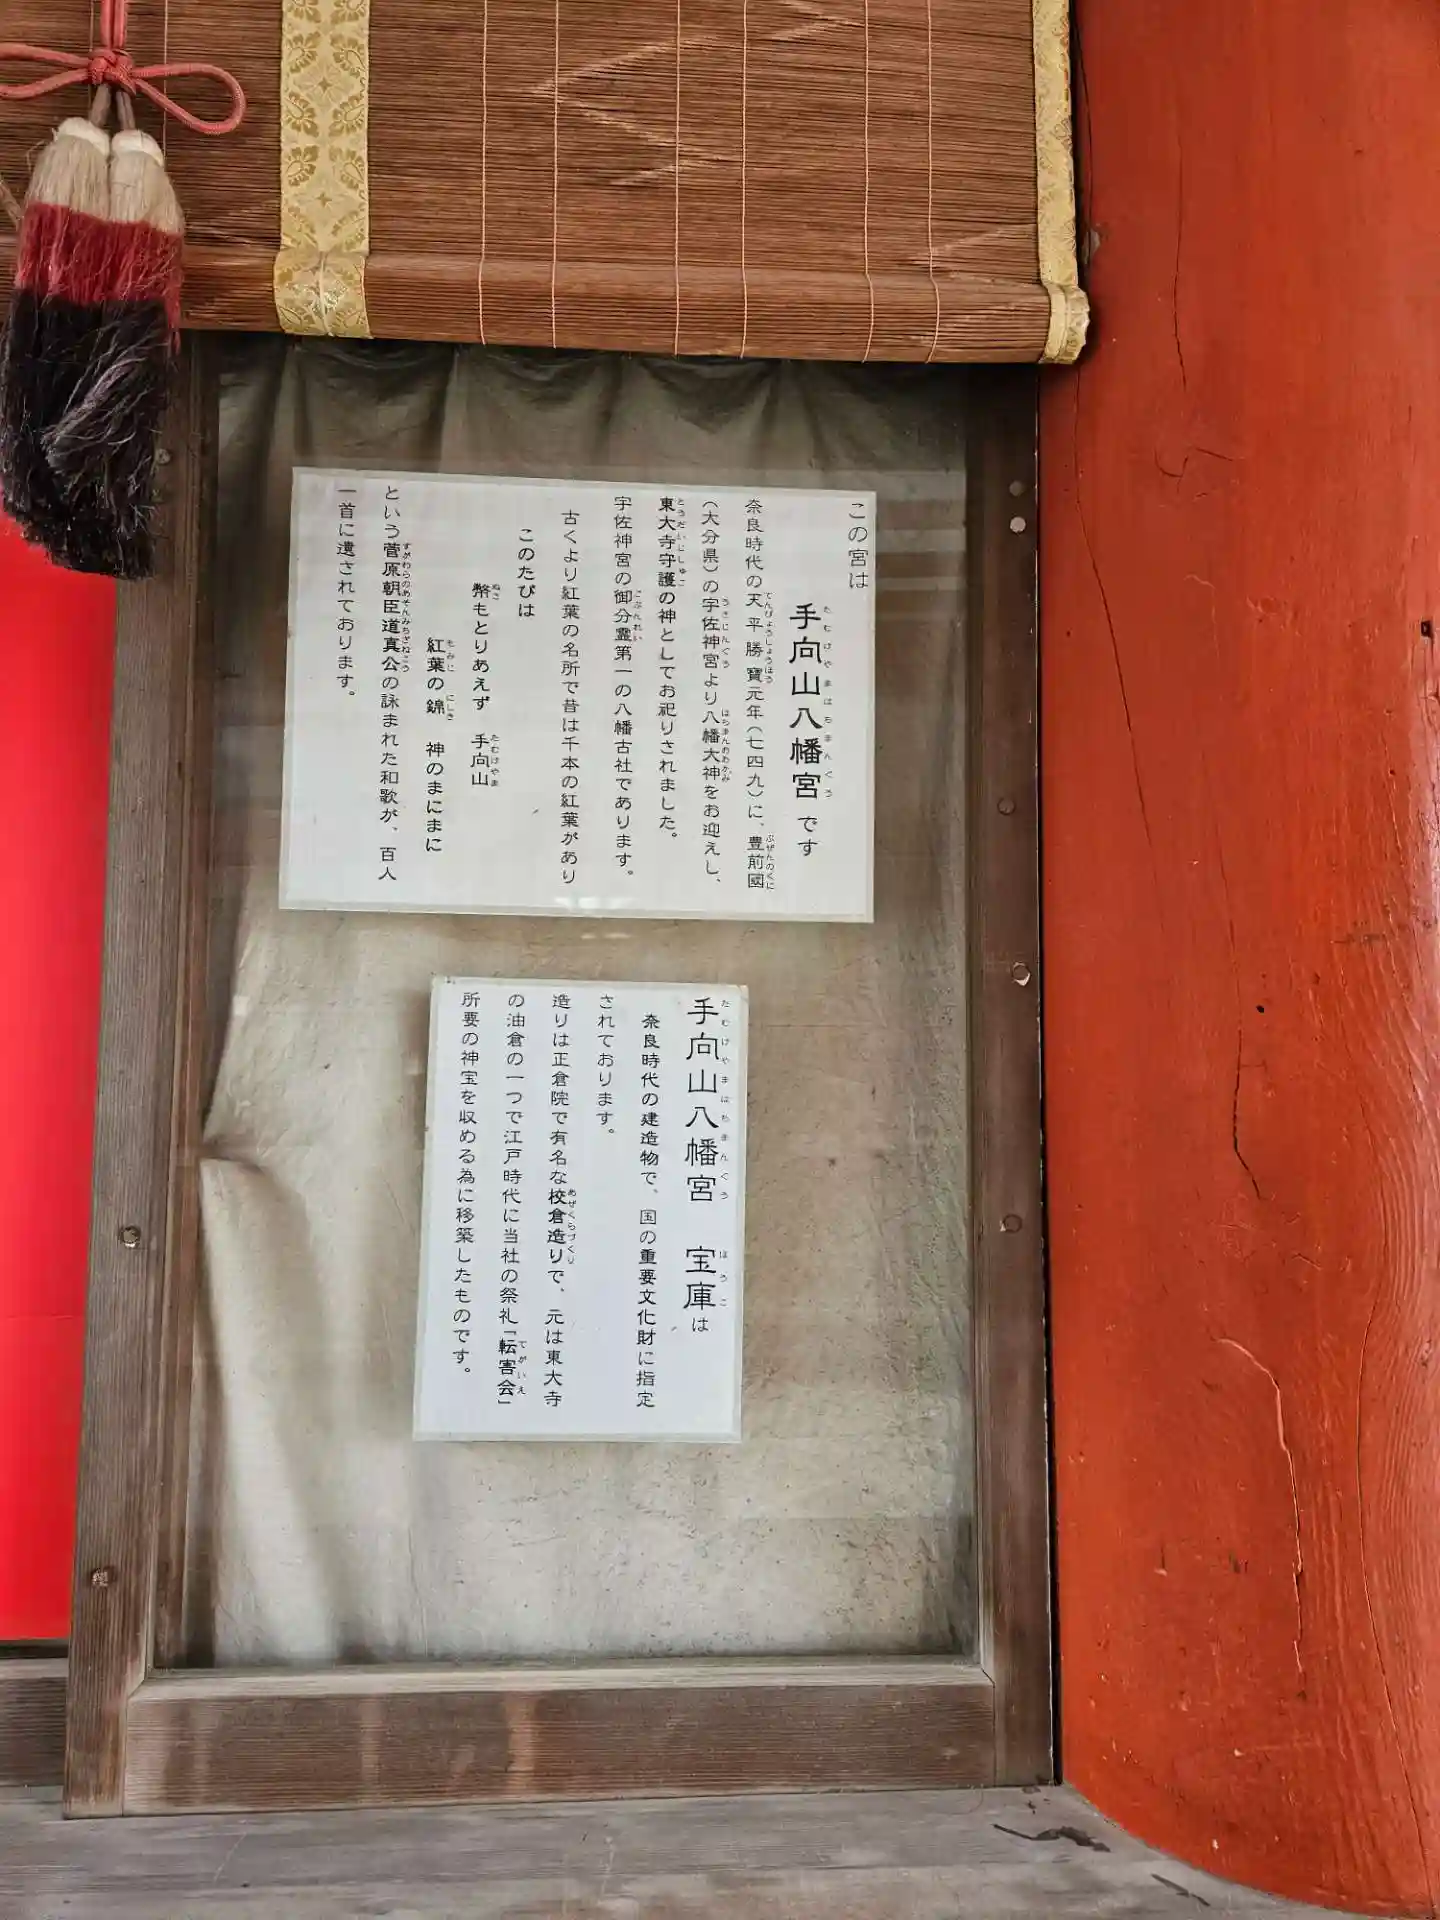 この宮は
手向山八幡宮です
奈良時代の天平勝寶元年(七四九)に、豊前國
(大分県)の宇佐神宮より八幡大神をお迎えし、
東大寺守護の神としてお祀りされました。
宇佐神宮の御分霊第一の八幡古社であります。
古くより紅葉の名所で昔は千本の紅葉があり
このたびは
幣もとりあえず 手向山
紅葉の錦 神のまにまに
という菅原朝臣道真公の詠まれた和歌が、百人
一首に遺されております。
手向山八幡宮 宝庫は
奈良時代の建造物で、国の重要文化財に指定
されております。
造りは正倉院で有名な校倉造りで、元は東大寺
の油倉の一つで江戸時代に当社の祭礼「転害会」
所要の神宝を収める為に移築したものです。